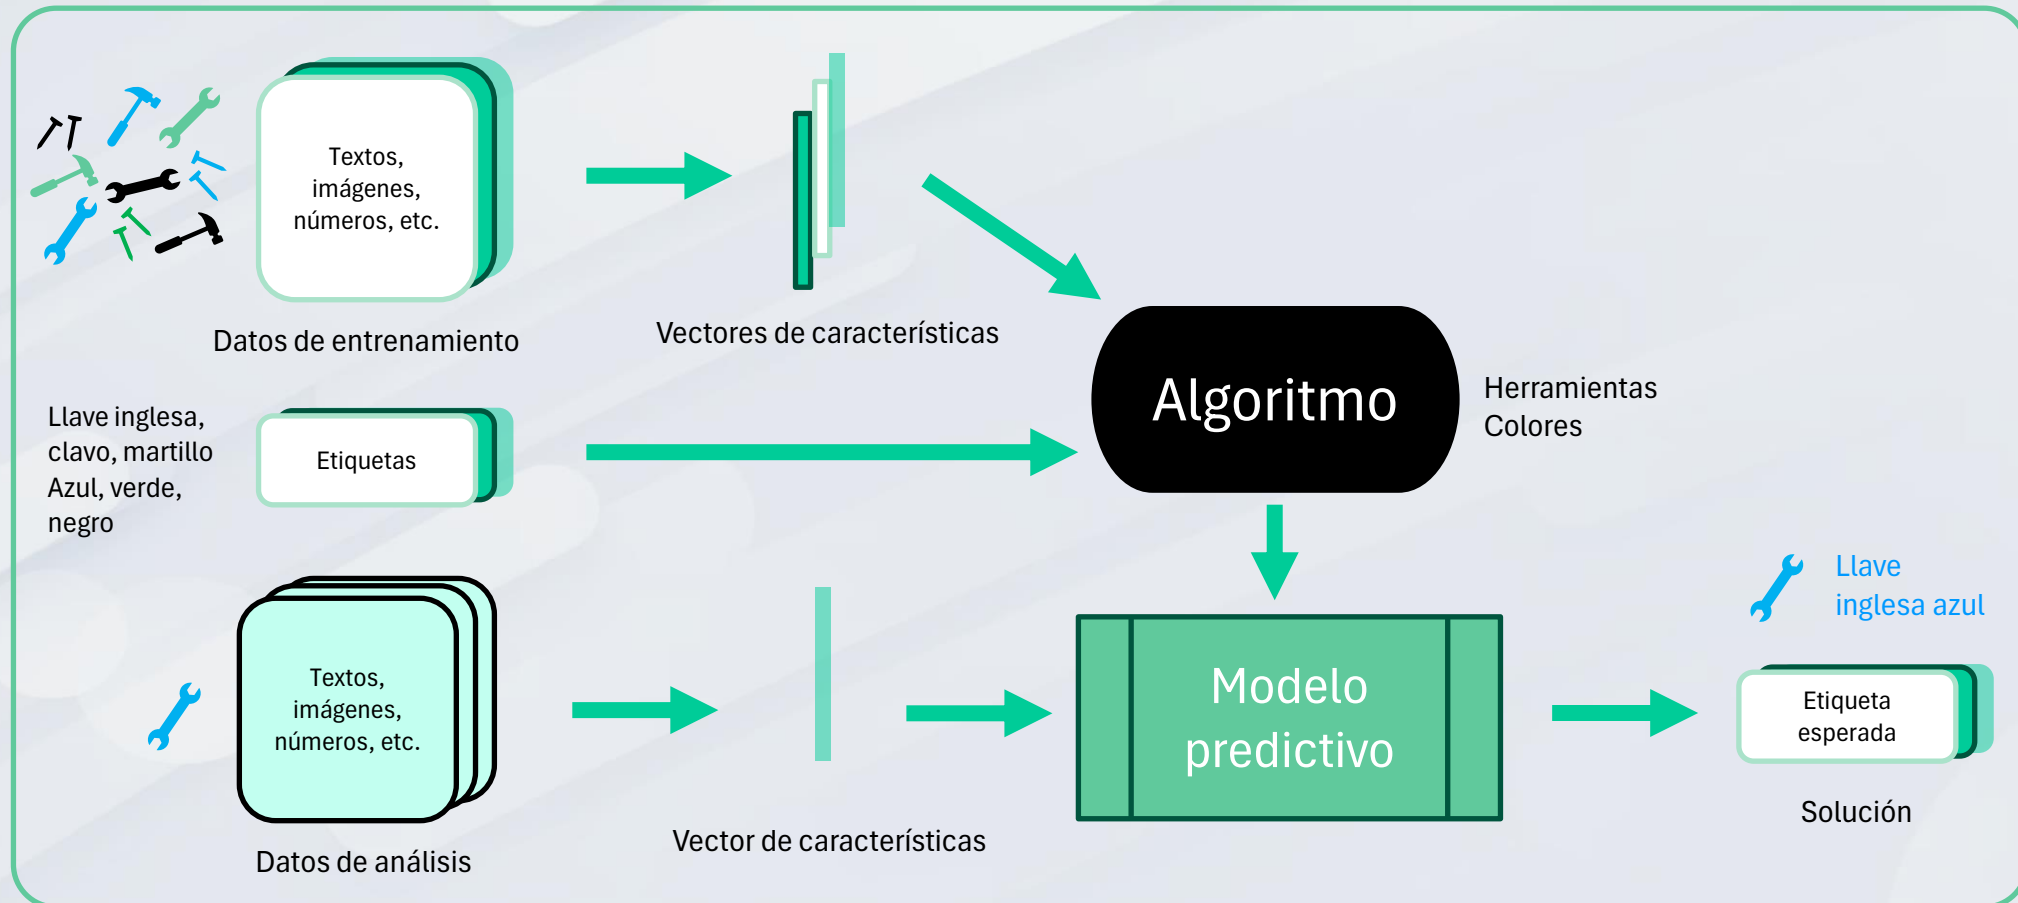 Textos,
imágenes,
números, etc.
Datos de entrenamiento
Vectores de características
Llave inglesa,
clavo, martillo
Azul, verde,
negro
Etiquetas
Algoritmo
Herramientas
Colores
Textos,
imágenes,
números, etc.
Datos de análisis
Vector de características
Modelo
predictivo
Llave
inglesa azul
Etiqueta
esperada
Solución